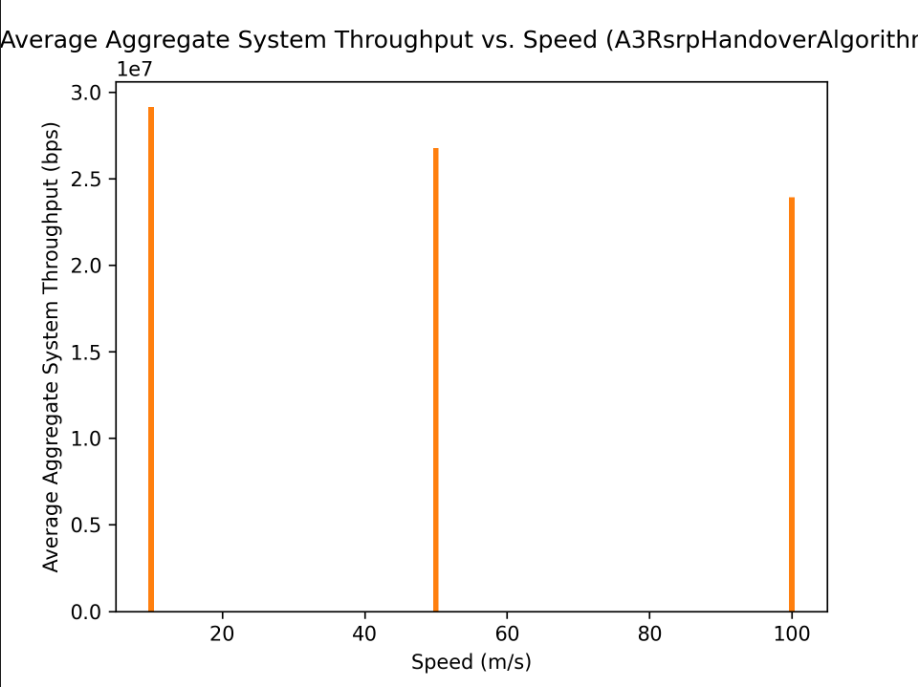 Average Aggregate System Throughput vs. Speed (A3RsrpHandoverAlgorith
1e7
3.0
2.5
2.0
1.5
1.0
0.5
0.0
Average Aggregate System Throughput (bps)
20 40 60 80 100
Speed (m/s)